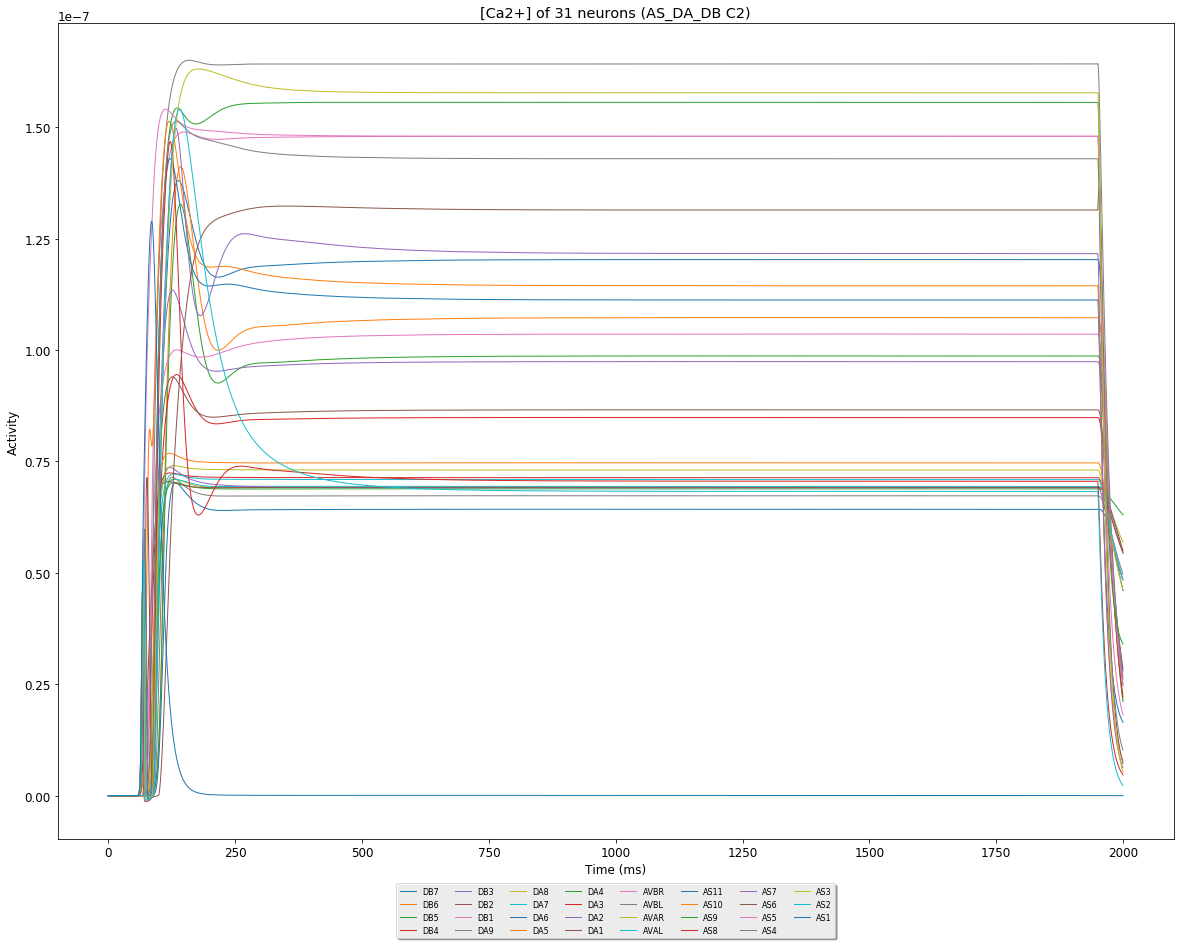 [Ca2+] of 31 neurons (AS_DA_DB C2)
1e−7
1.50
1.25
1.00
0.75
0.50
0.25
0.00
Activity
0 250 500 750 1000 1250 1500 1750 2000
Time (ms)
DB7 DB3 DA8 DA4 AVBR AS11 AS7 AS3
DB6 DB2 DA7 DA3 AVBL AS10 AS6 AS2
DB5 DB1 DA6 DA2 AVAR AS9 AS5 AS1
DB4 DA9 DA5 DA1 AVAL AS8 AS4